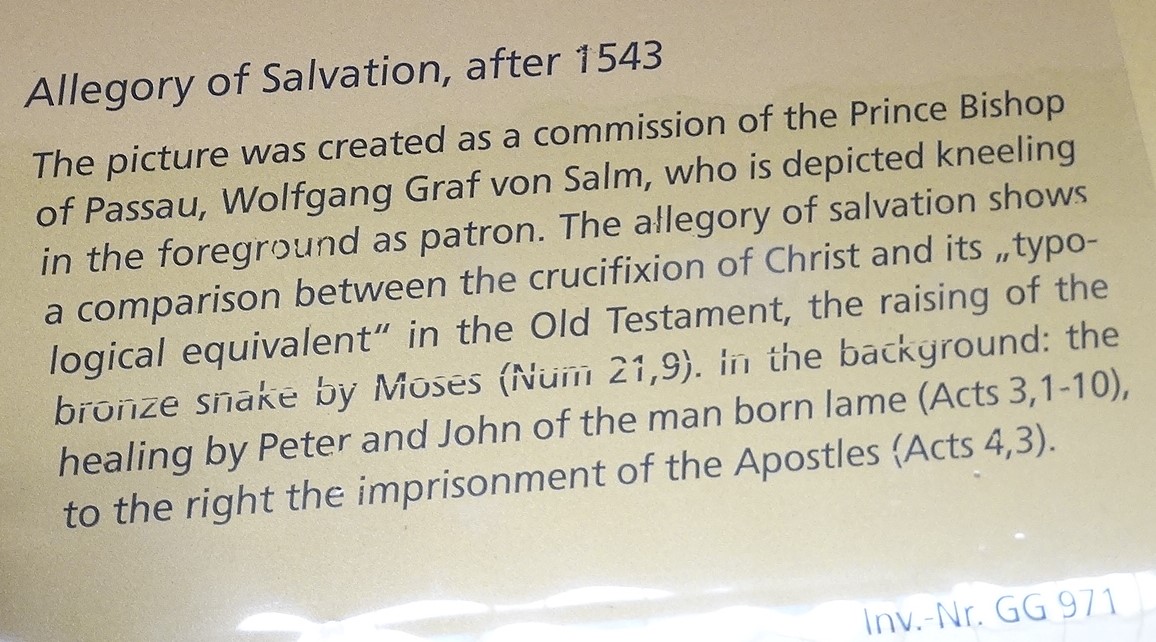 Allegory of Salvation, after 1543
The picture was created as a commission of the Prince Bishop
of Passau, Wolfgang Graf von Salm, who is depicted kneeling
in the foreground as patron. The allegory of salvation shows
a comparison between the crucifixion of Christ and its „typo-
logical equivalent“ in the Old Testament, the raising of the
bronze snake by Moses (Num 21,9). In the background: the
healing by Peter and John of the man born lame (Acts 3,1-10),
to the right the imprisonment of the Apostles (Acts 4,3).
Inv.-Nr. GG 971